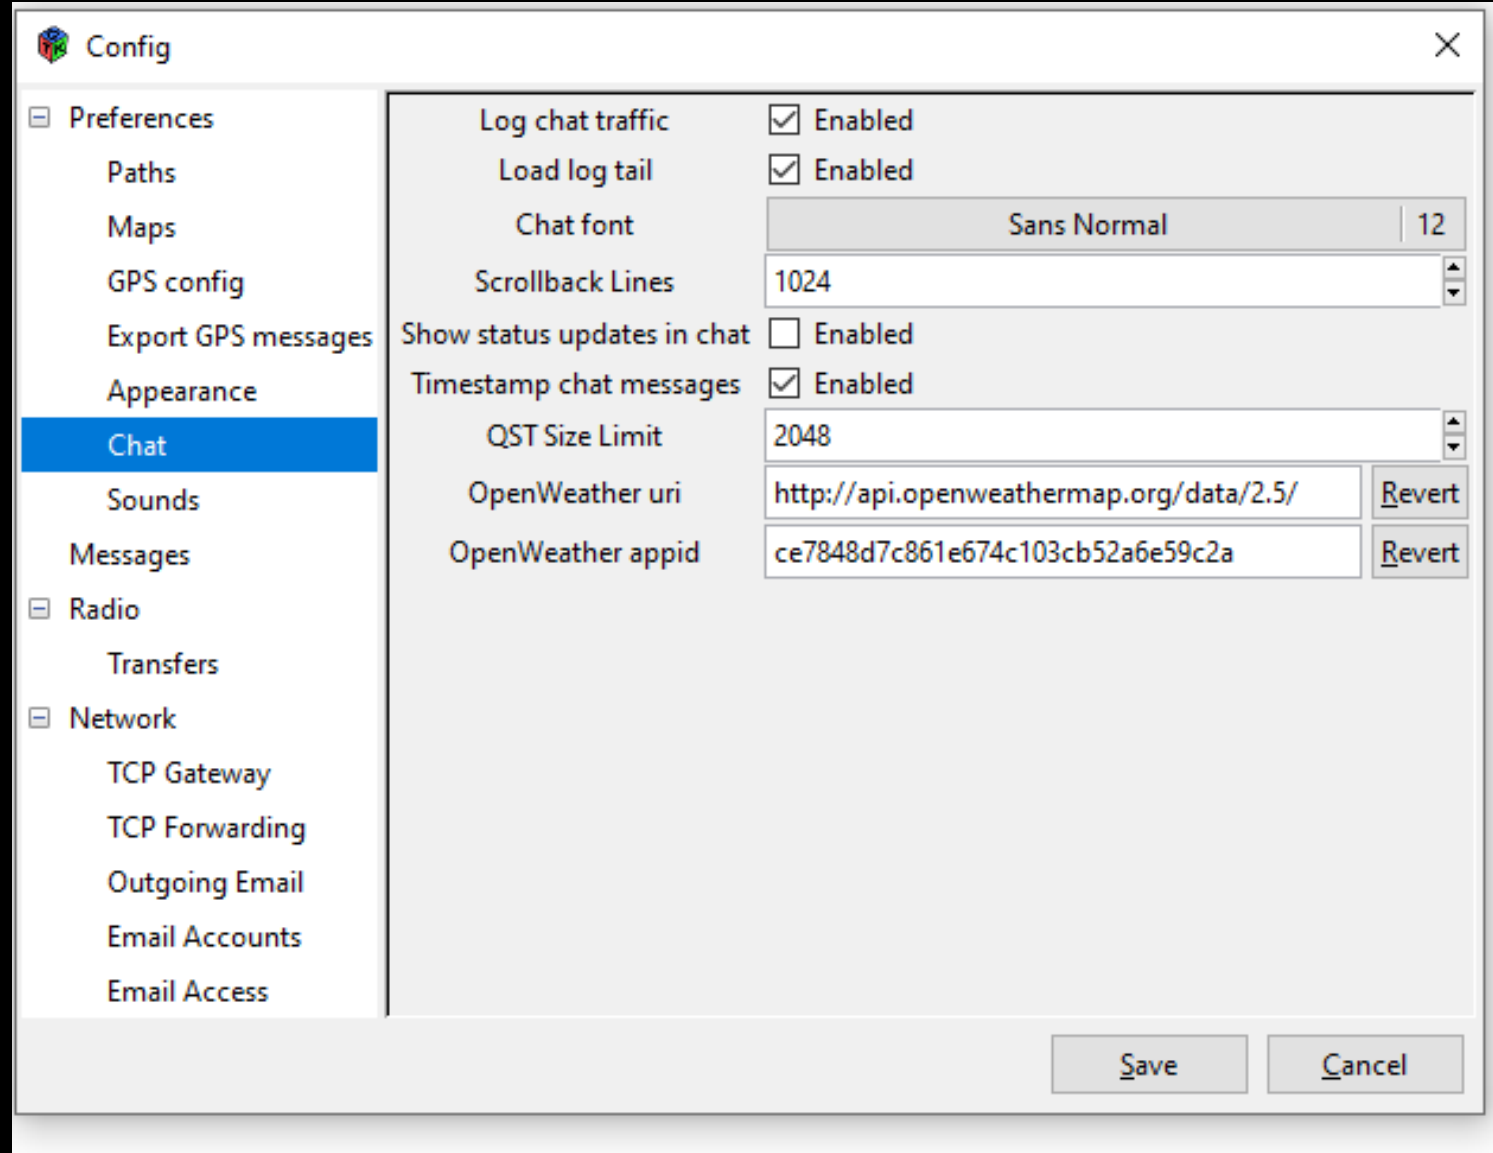 Config
Preferences
Paths
Maps
GPS config
Export GPS messages
Appearance
Chat
Sounds
Messages
Radio
Transfers
Network
TCP Gateway
TCP Forwarding
Outgoing Email
Email Accounts
Email Access
Log chat traffic Enabled
Load log tail Enabled
Chat font Sans Normal 12
Scrollback Lines 1024
Show status updates in chat Enabled
Timestamp chat messages Enabled
QST Size Limit 2048
OpenWeather uri http://api.openweathermap.org/data/2.5/ Revert
OpenWeather appid ce7848d7c861e674c103cb52a6e59c2a Revert
Save Cancel